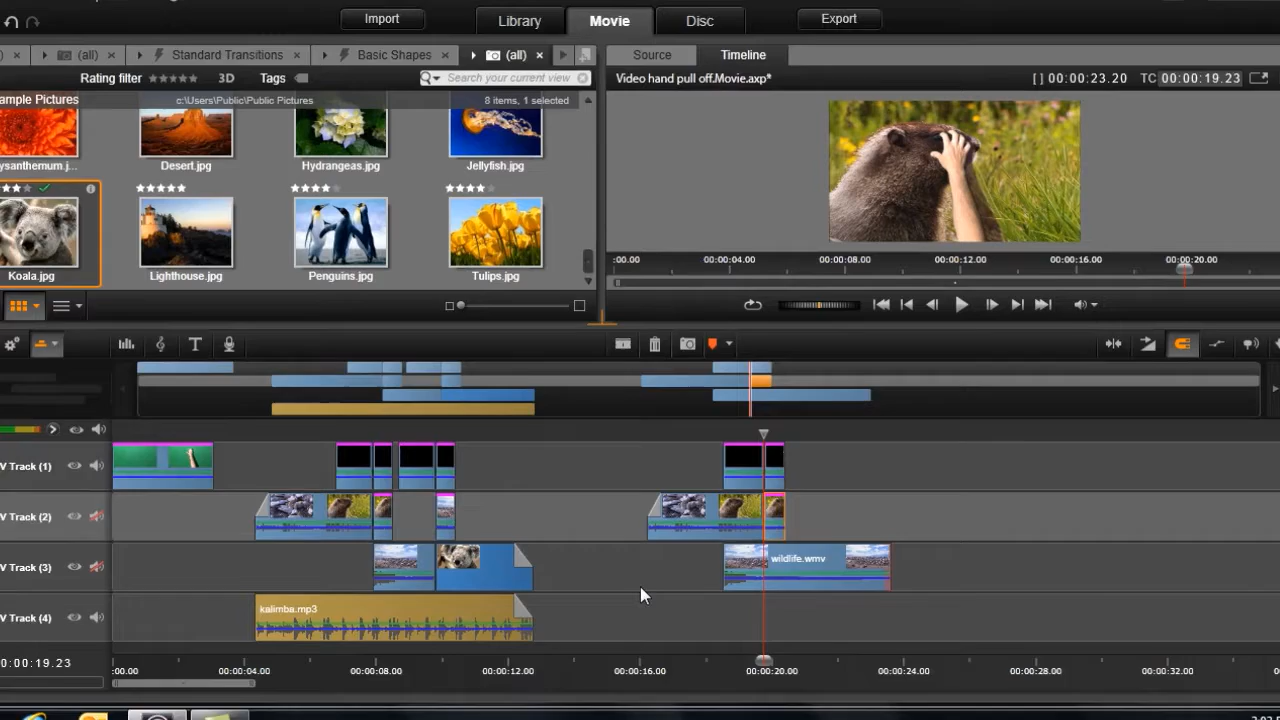 Import
Library
Movie
Disc
Export
(all)
Standard Transitions
Basic Shapes
(all)
Source
Timeline
Rating filter
3D
Tags
Search your current view
Video hand pull off.Movie.axp*
[ ] 00:00:23.20
TC 00:00:19.23
ample Pictures
c:\Users\Public\Public Pictures
8 items, 1 selected
ysanthemum.j...
Desert.jpg
Hydrangeas.jpg
Jellyfish.jpg
Koala.jpg
Lighthouse.jpg
Penguins.jpg
Tulips.jpg
:00.00
00:00:04.00
00:00:08.00
00:00:12.00
00:00:16.00
00:00:20.00
V Track (1)
V Track (2)
V Track (3)
wildlife.wmv
V Track (4)
kalimba.mp3
0:00:19.23
:00.00
00:00:04.00
00:00:08.00
00:00:12.00
00:00:16.00
00:00:20.00
00:00:24.00
00:00:28.00
00:00:32.00